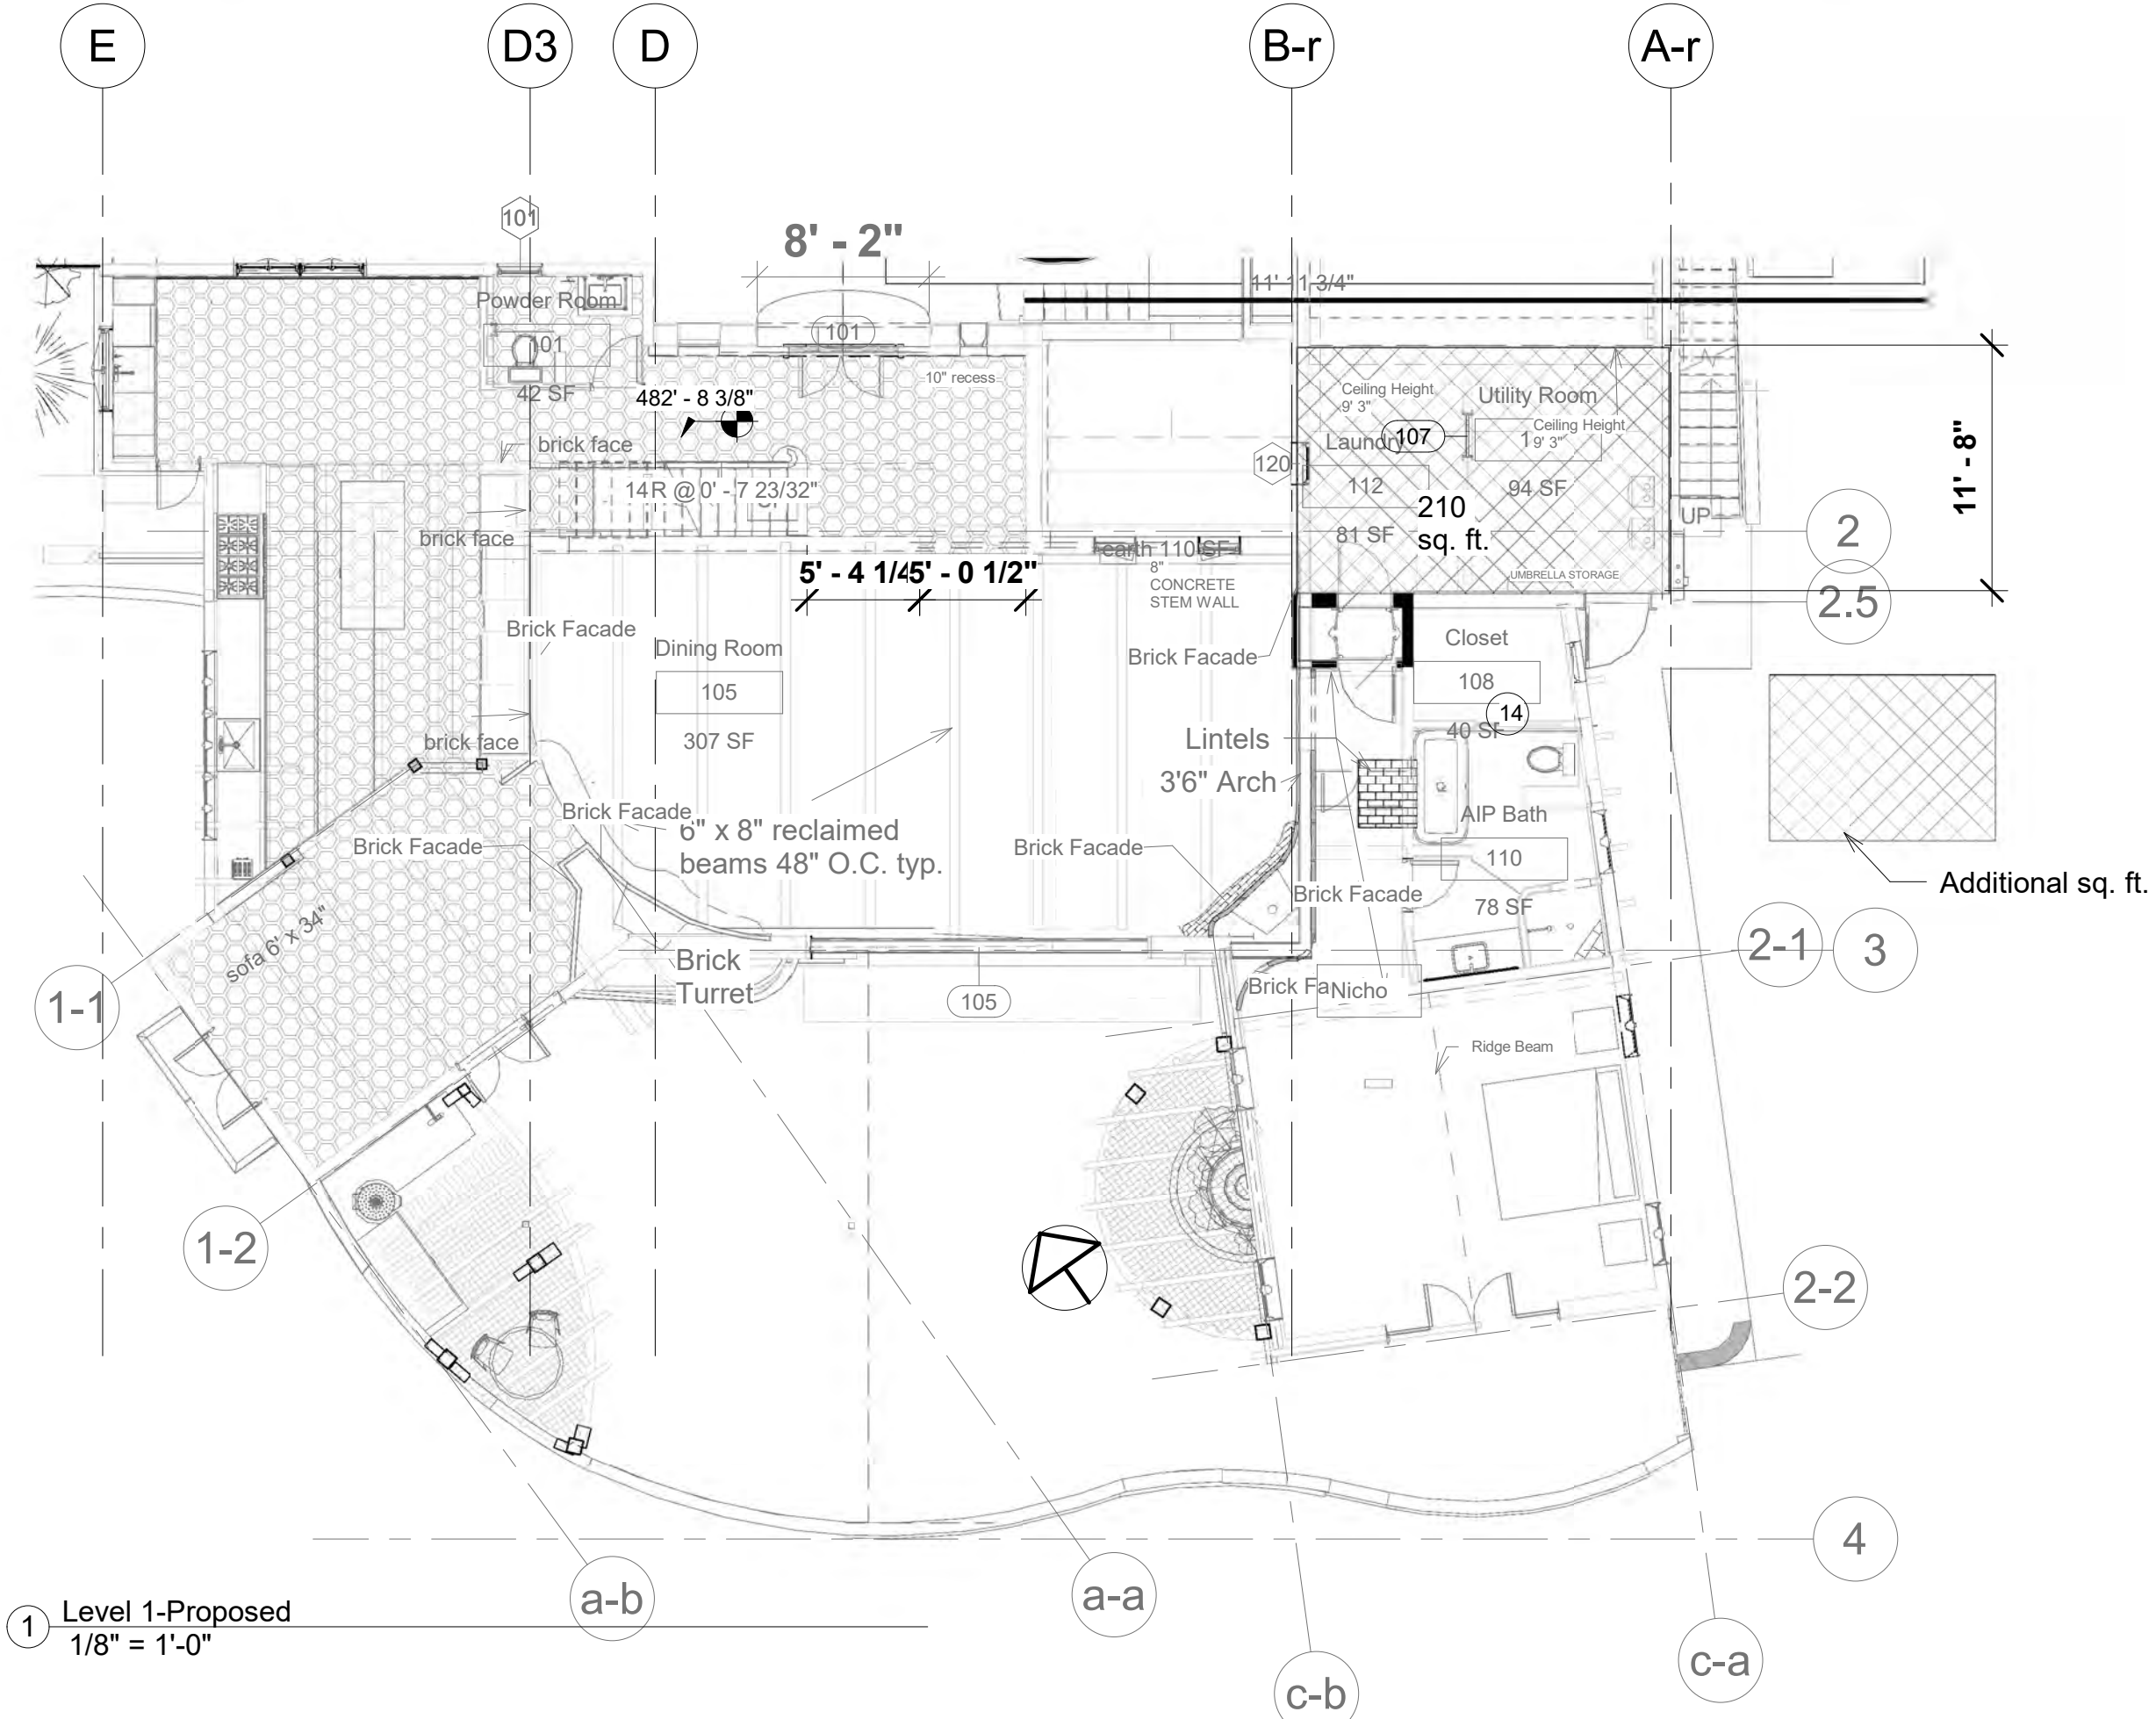 E
D3
D
B-r
A-r
101
8' - 2"
11' 11 3/4"
Powder Room
101
42 SF
101
10" recess
482' - 8 3/8"
brick face
14R @ 0' - 7 23/32"
brick face
Ceiling Height
9' 3"
Utility Room
Ceiling Height
9' 3"
Laundry
107
1
120
112
94 SF
210
sq. ft.
81 SF
UP
11' - 8"
2
earth 110 SF
8"
CONCRETE
STEM WALL
5' - 4 1/4
5' - 0 1/2"
UMBRELLA STORAGE
2.5
Brick Facade
Dining Room
105
307 SF
Brick Facade
Closet
108
14
40 SF
brick face
Lintels
3'6" Arch
Brick Facade
6" x 8" reclaimed
beams 48" O.C. typ.
Brick Facade
Brick Facade
AIP Bath
110
78 SF
Brick Facade
Additional sq. ft.
sofa 6' x 34"
2-1
3
Brick
Turret
105
Brick Fa
Nicho
1-1
Ridge Beam
1-2
2-2
4
a-b
a-a
c-b
c-a
1
Level 1-Proposed
1/8" = 1'-0"